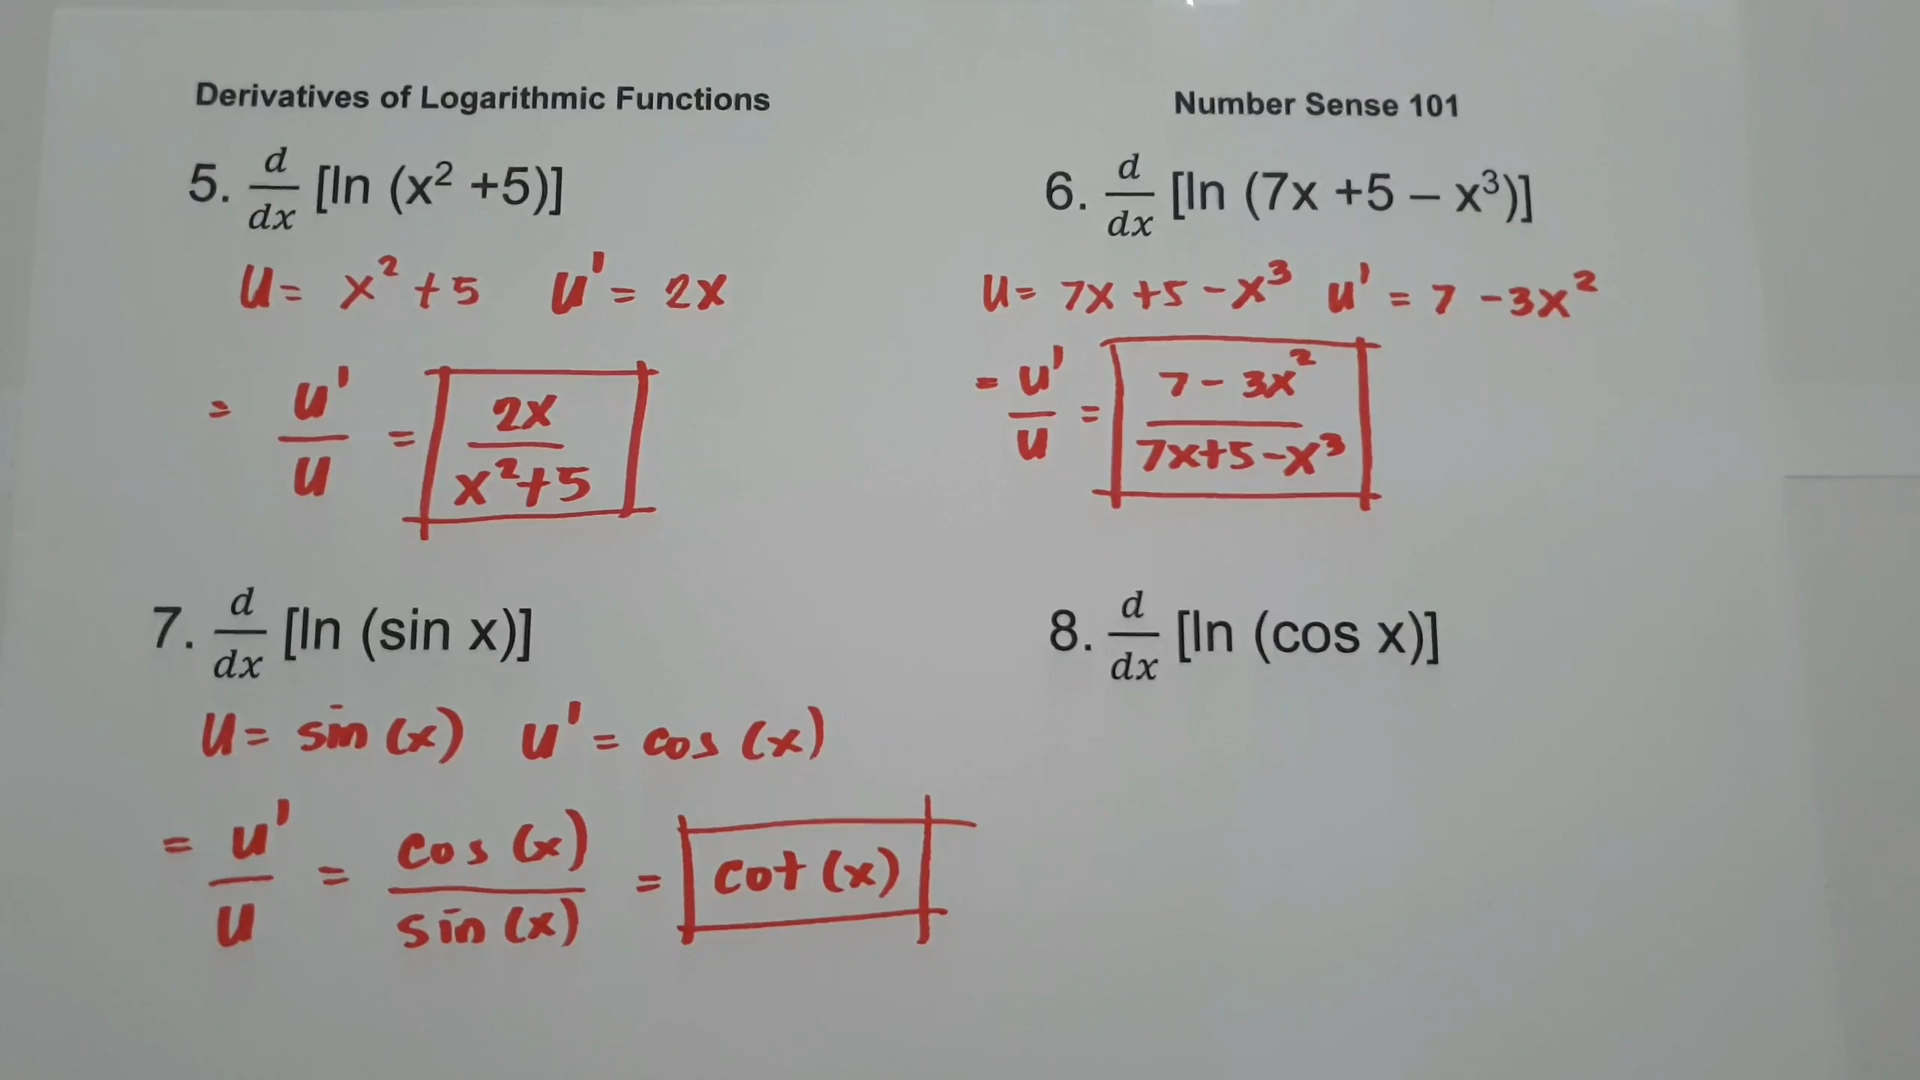 Derivatives of Logarithmic Functions
Number Sense 101
5. d/dx [ln (x² +5)]
u = x² + 5 u' = 2x
= u'/u = 2x/x²+5
6. d/dx [ln (7x +5 – x³)]
u = 7x +5 - x³ u' = 7 - 3x²
= u'/u = 7 - 3x²/7x+5-x³
7. d/dx [ln (sin x)]
u = sin (x) u' = cos (x)
= u'/u = cos (x)/sin (x) = cot (x)
8. d/dx [ln (cos x)]